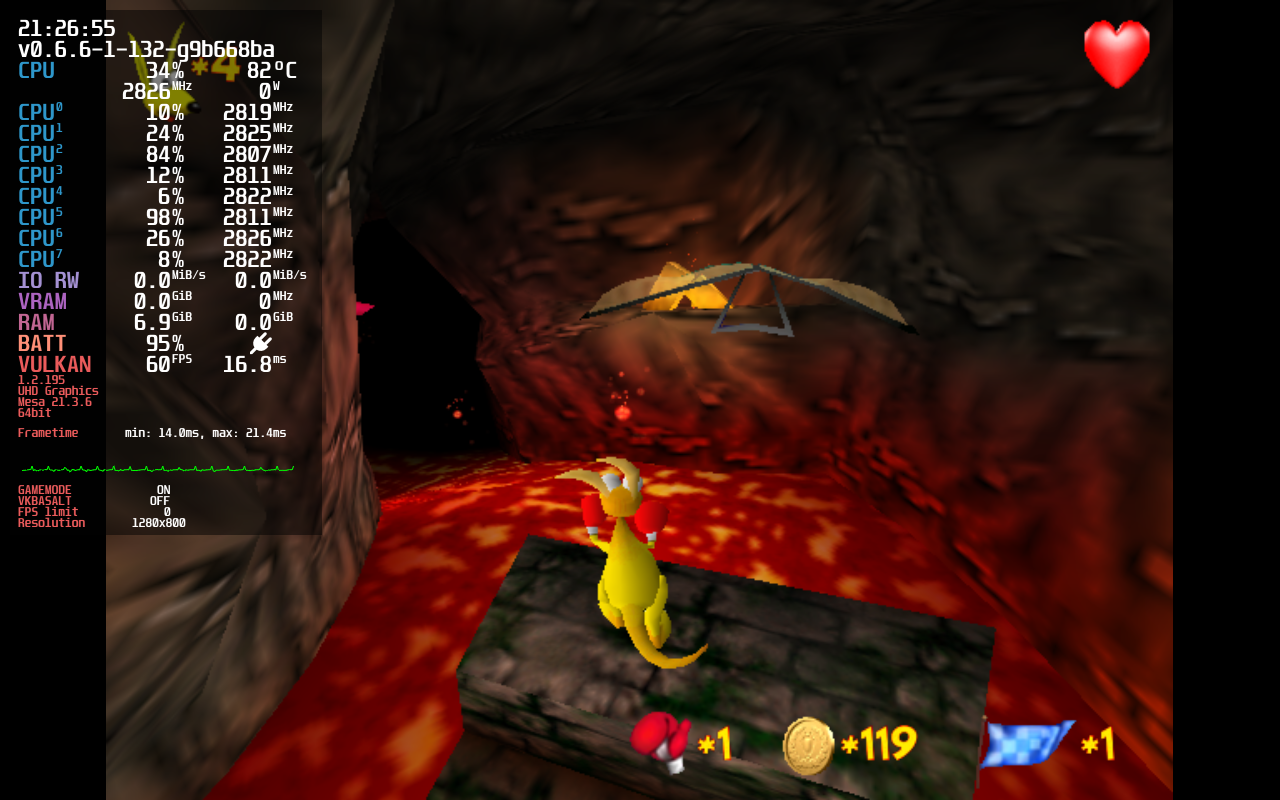 21:26:55
v0.6.6-1-132-g9b668ba
*4
CPU 34% 82°C
2826MHz 0W
CPU0 10% 2819MHz
CPU1 24% 2825MHz
CPU2 84% 2807MHz
CPU3 12% 2811MHz
CPU4 6% 2822MHz
CPU5 98% 2811MHz
CPU6 26% 2826MHz
CPU7 8% 2822MHz
IO RW 0.0MiB/s 0.0MiB/s
VRAM 0.0GiB 0MHz
RAM 6.9GiB 0.0GiB
BATT 95%
VULKAN 60FPS 16.8ms
1.2.195
UHD Graphics
Mesa 21.3.6
64bit
Frametime min: 14.0ms, max: 21.4ms
GAMEMODE ON
VKBASALT OFF
FPS limit 0
Resolution 1280x800
*1 *119 *1